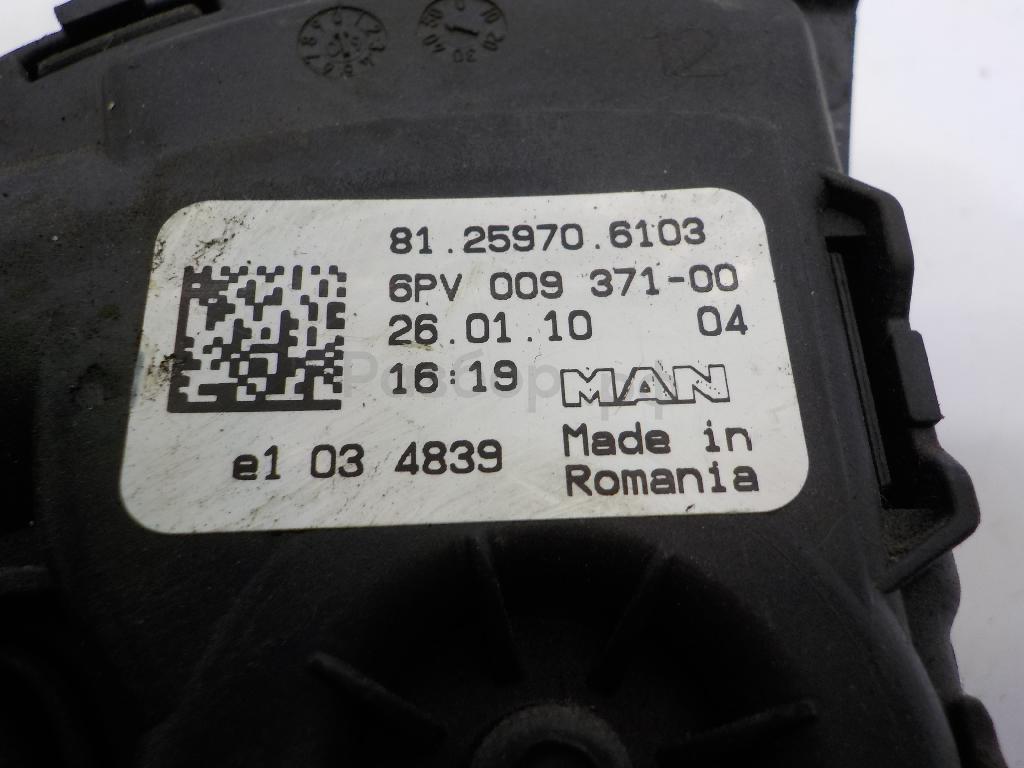 12
81.25970.6103
6PV 009 371-00
26.01.10 04
16:19 MAN
e1 03 4839
Made in
Romania